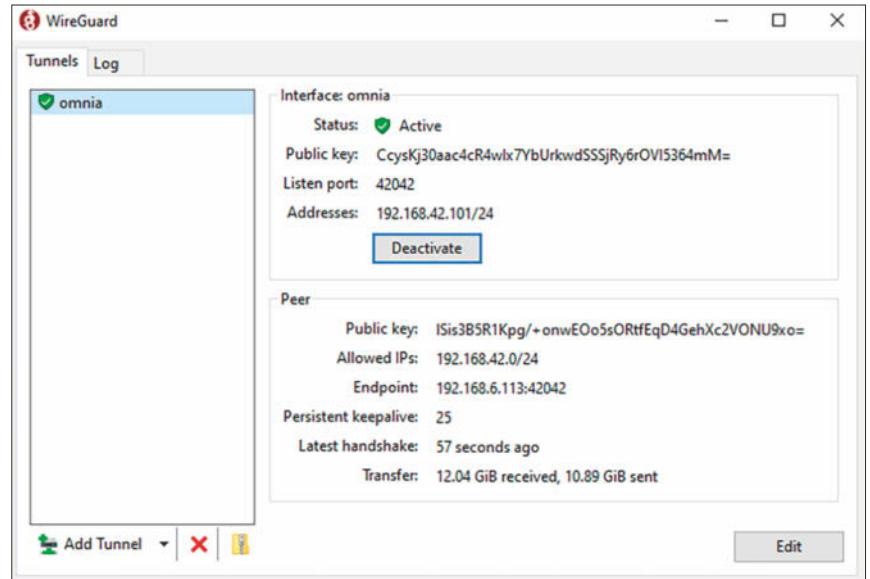 WireGuard
Tunnels Log
omnia
Interface: omnia
Status: Active
Public key: CcysKj30aac4cR4wlx7YbUrkwdSSSjRy6rOVI5364mM=
Listen port: 42042
Addresses: 192.168.42.101/24
Deactivate
Peer
Public key: ISis3B5R1Kpg/+onwEOo5sORtfEqD4GehXc2VONU9xo=
Allowed IPs: 192.168.42.0/24
Endpoint: 192.168.6.113:42042
Persistent keepalive: 25
Latest handshake: 57 seconds ago
Transfer: 12.04 GiB received, 10.89 GiB sent
Add Tunnel
Edit